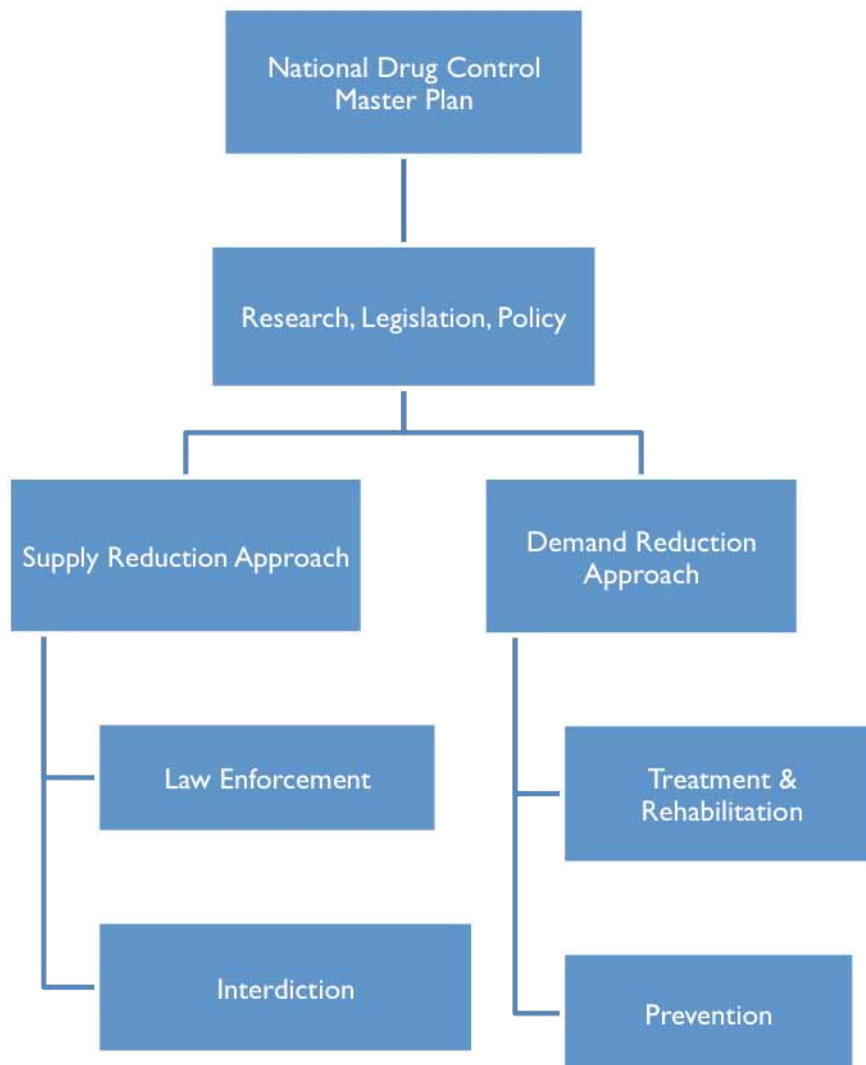 National Drug Control
Master Plan
Research, Legislation, Policy
Supply Reduction Approach
Demand Reduction
Approach
Law Enforcement
Treatment &
Rehabilitation
Interdiction
Prevention